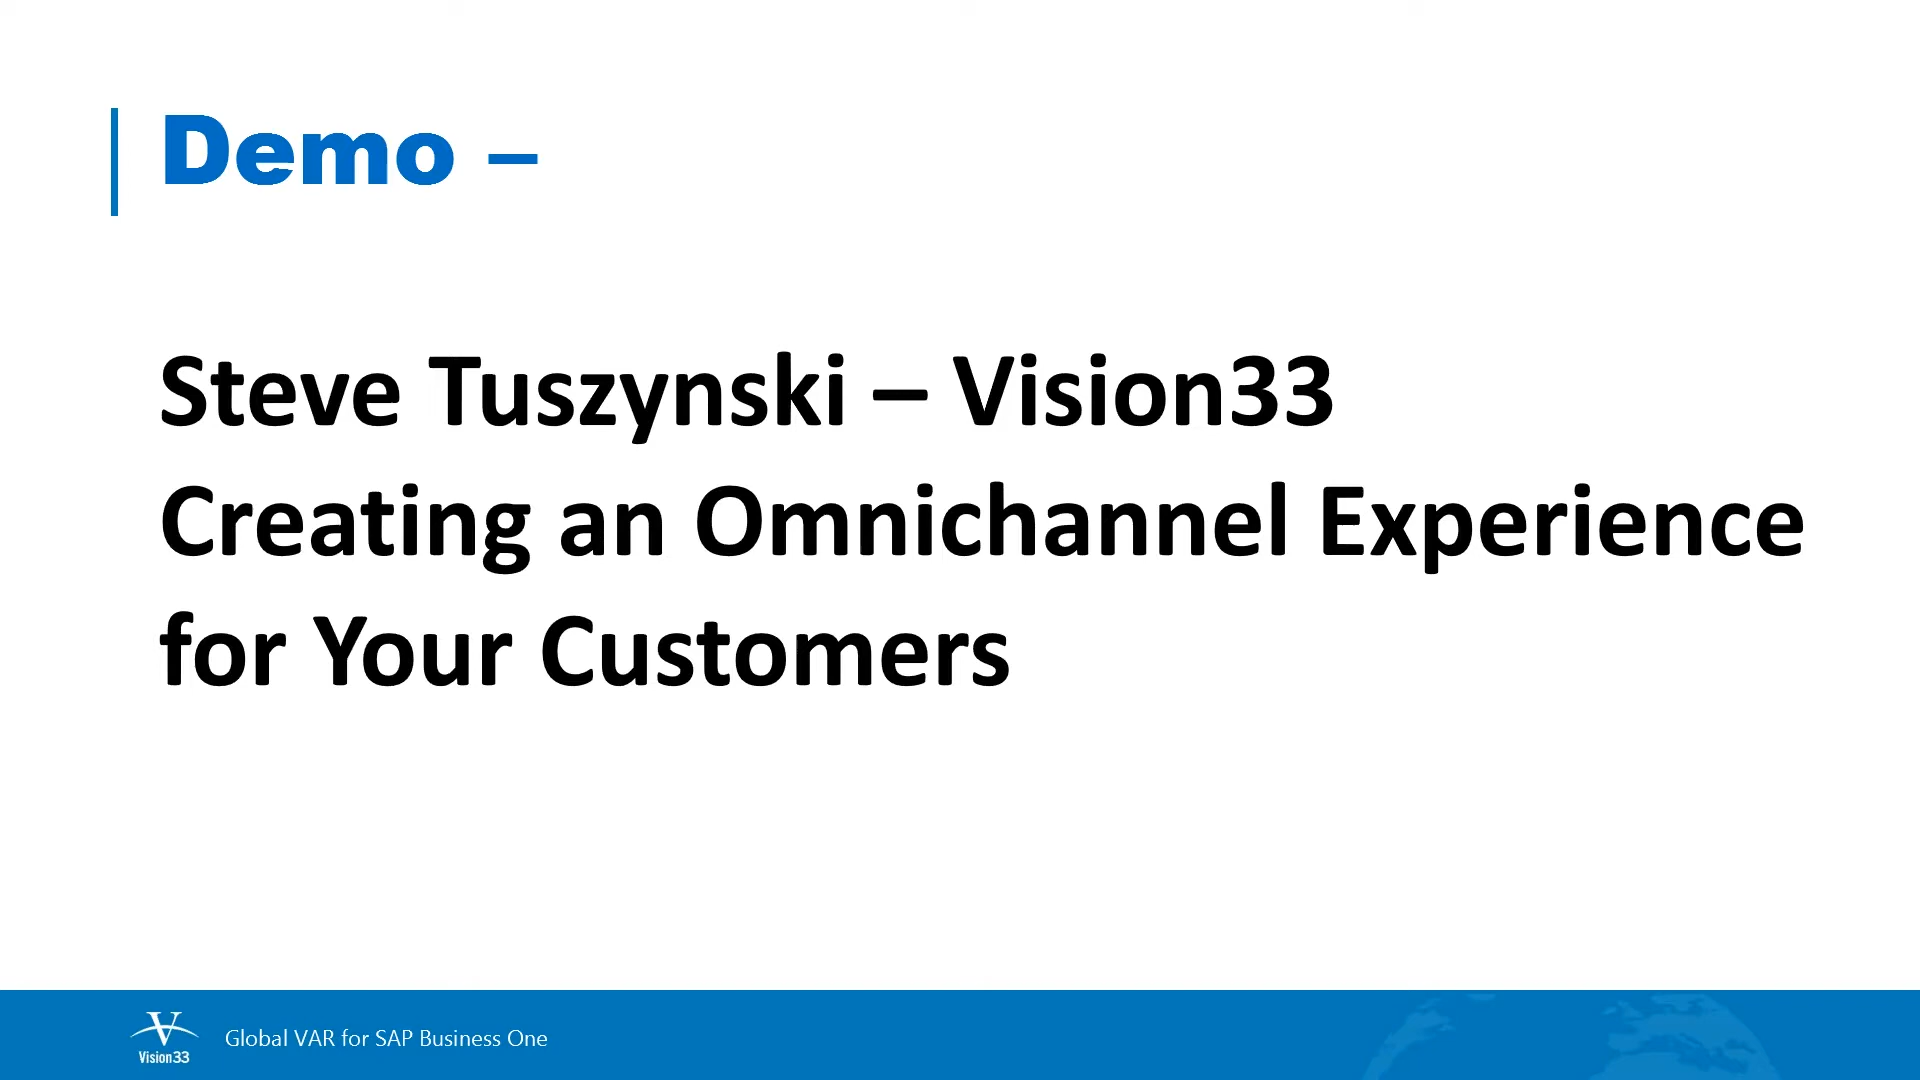 Demo –
Steve Tuszynski – Vision33
Creating an Omnichannel Experience
for Your Customers
V
Vision33
Global VAR for SAP Business One